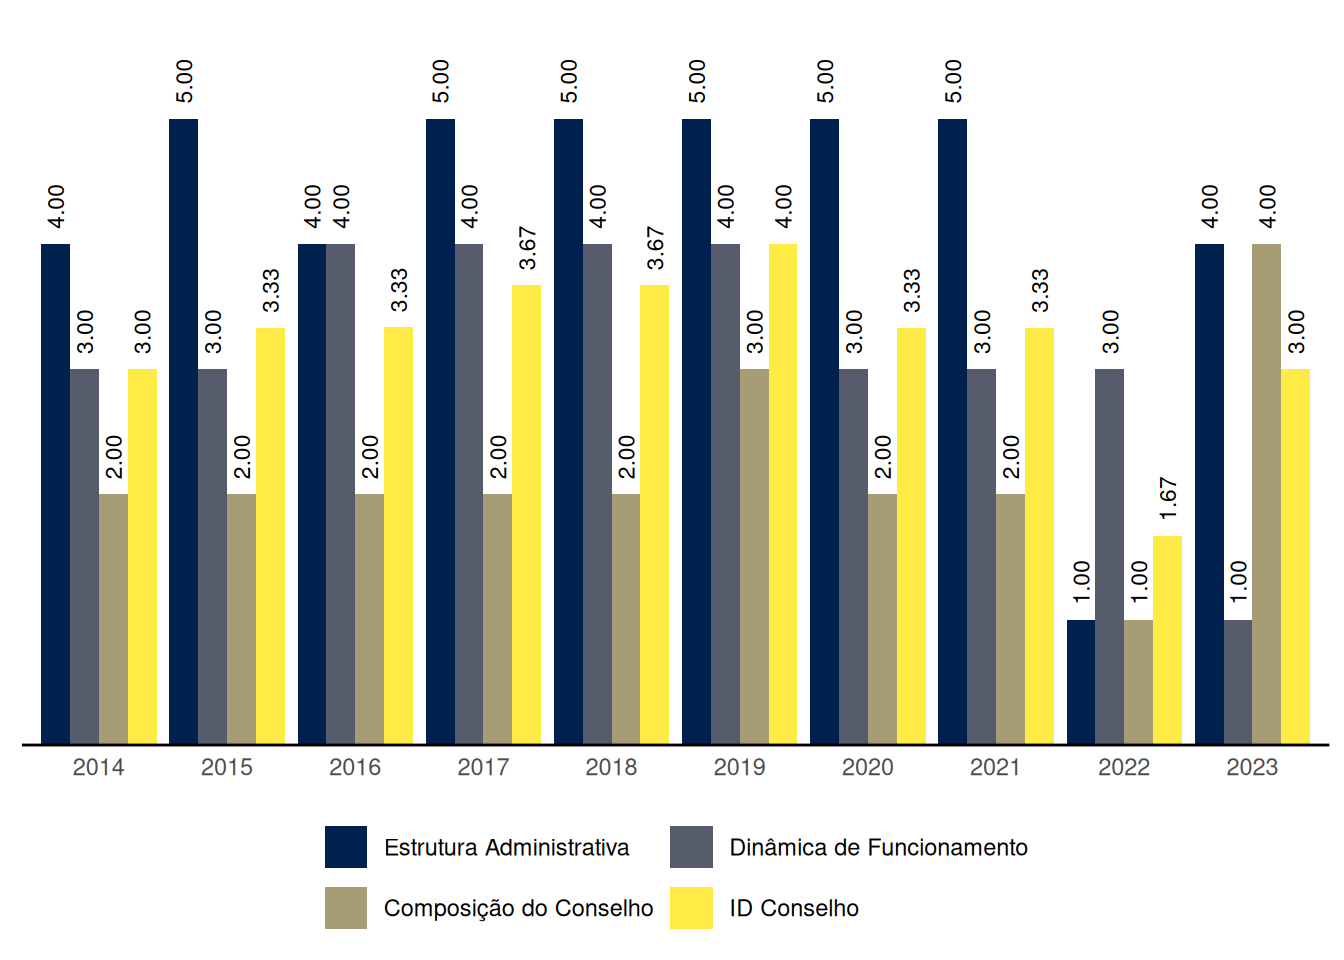 4.00 3.00 2.00 3.00
5.00 3.00 2.00 3.33
4.00 4.00 2.00 3.33
5.00 4.00 2.00 3.67
5.00 4.00 2.00 3.67
5.00 4.00 3.00 4.00
5.00 3.00 2.00 3.33
5.00 3.00 2.00 3.33
1.00 3.00 1.00 1.67
4.00 1.00 4.00 3.00
2014 2015 2016 2017 2018 2019 2020 2021 2022 2023
Estrutura Administrativa Dinâmica de Funcionamento
Composição do Conselho ID Conselho